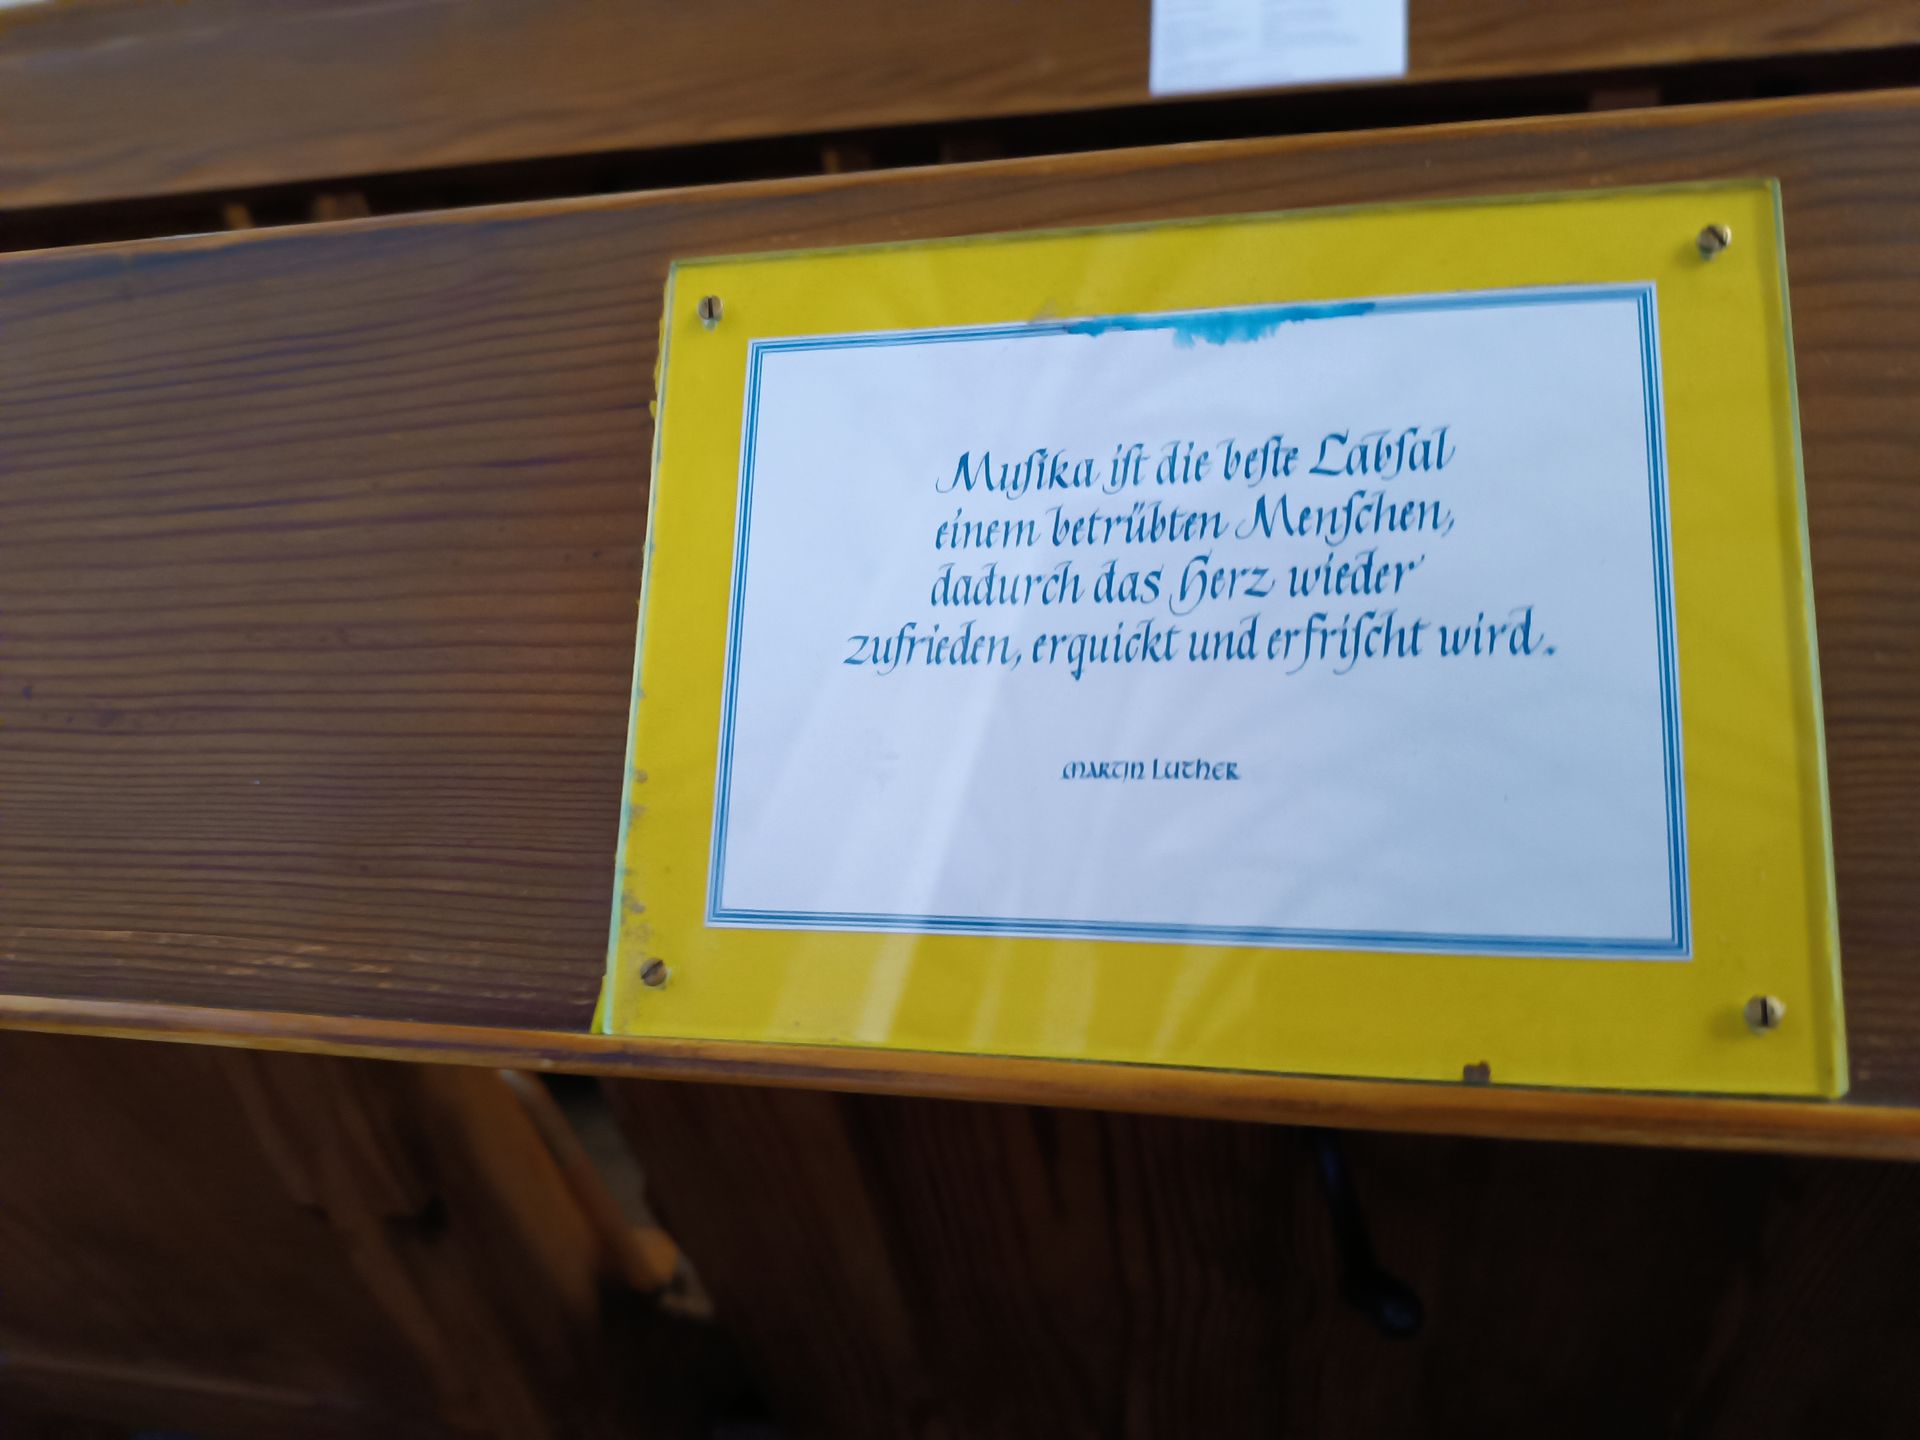 Muſika iſt die beſte Labſal
einem betrübten Menſchen,
dadurch das Herz wieder
zufrieden, erquickt und erfriſcht wird.
MARTIN LUTHER